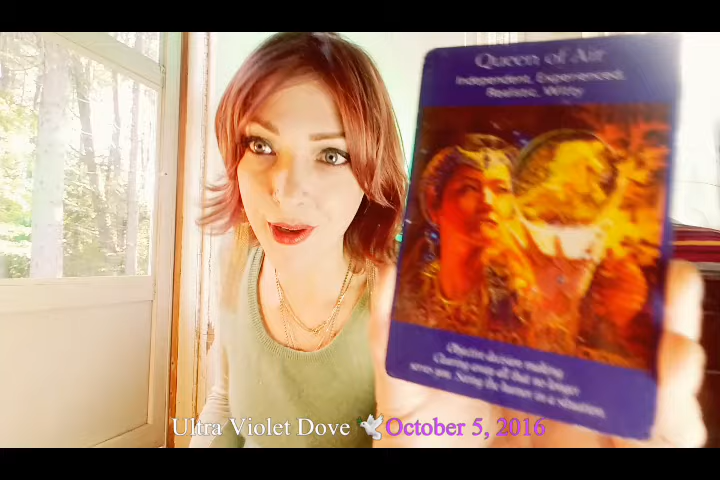 Queen of Air
Independent, Experienced,
Realistic, Witty
Objective decision making
Clearing away all that no longer
serves you. Seeing the humor in a situation.
Ultra Violet Dove 🕊October 5, 2016